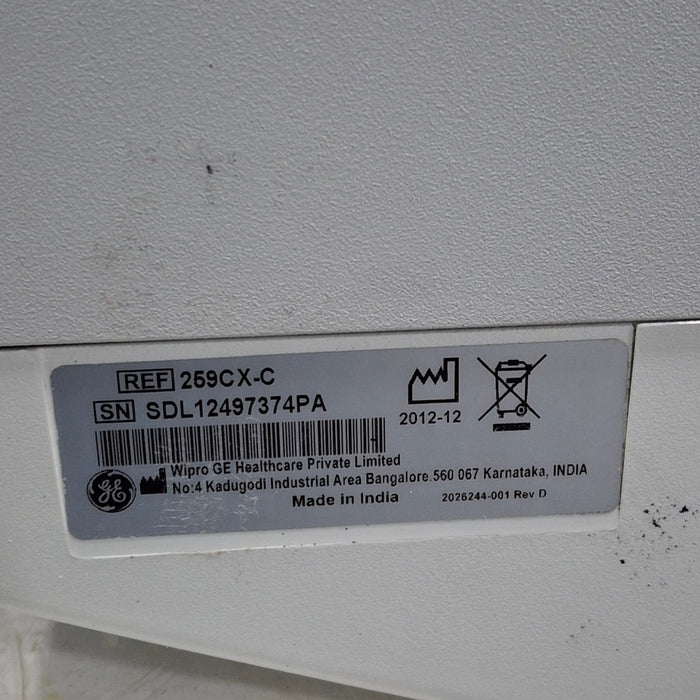 REF 259CX-C
SN SDL12497374PA
2012-12
GE
Wipro GE Healthcare Private Limited
No:4 Kadugodi Industrial Area Bangalore.560 067 Karnataka, INDIA
Made in India
2026244-001 Rev D